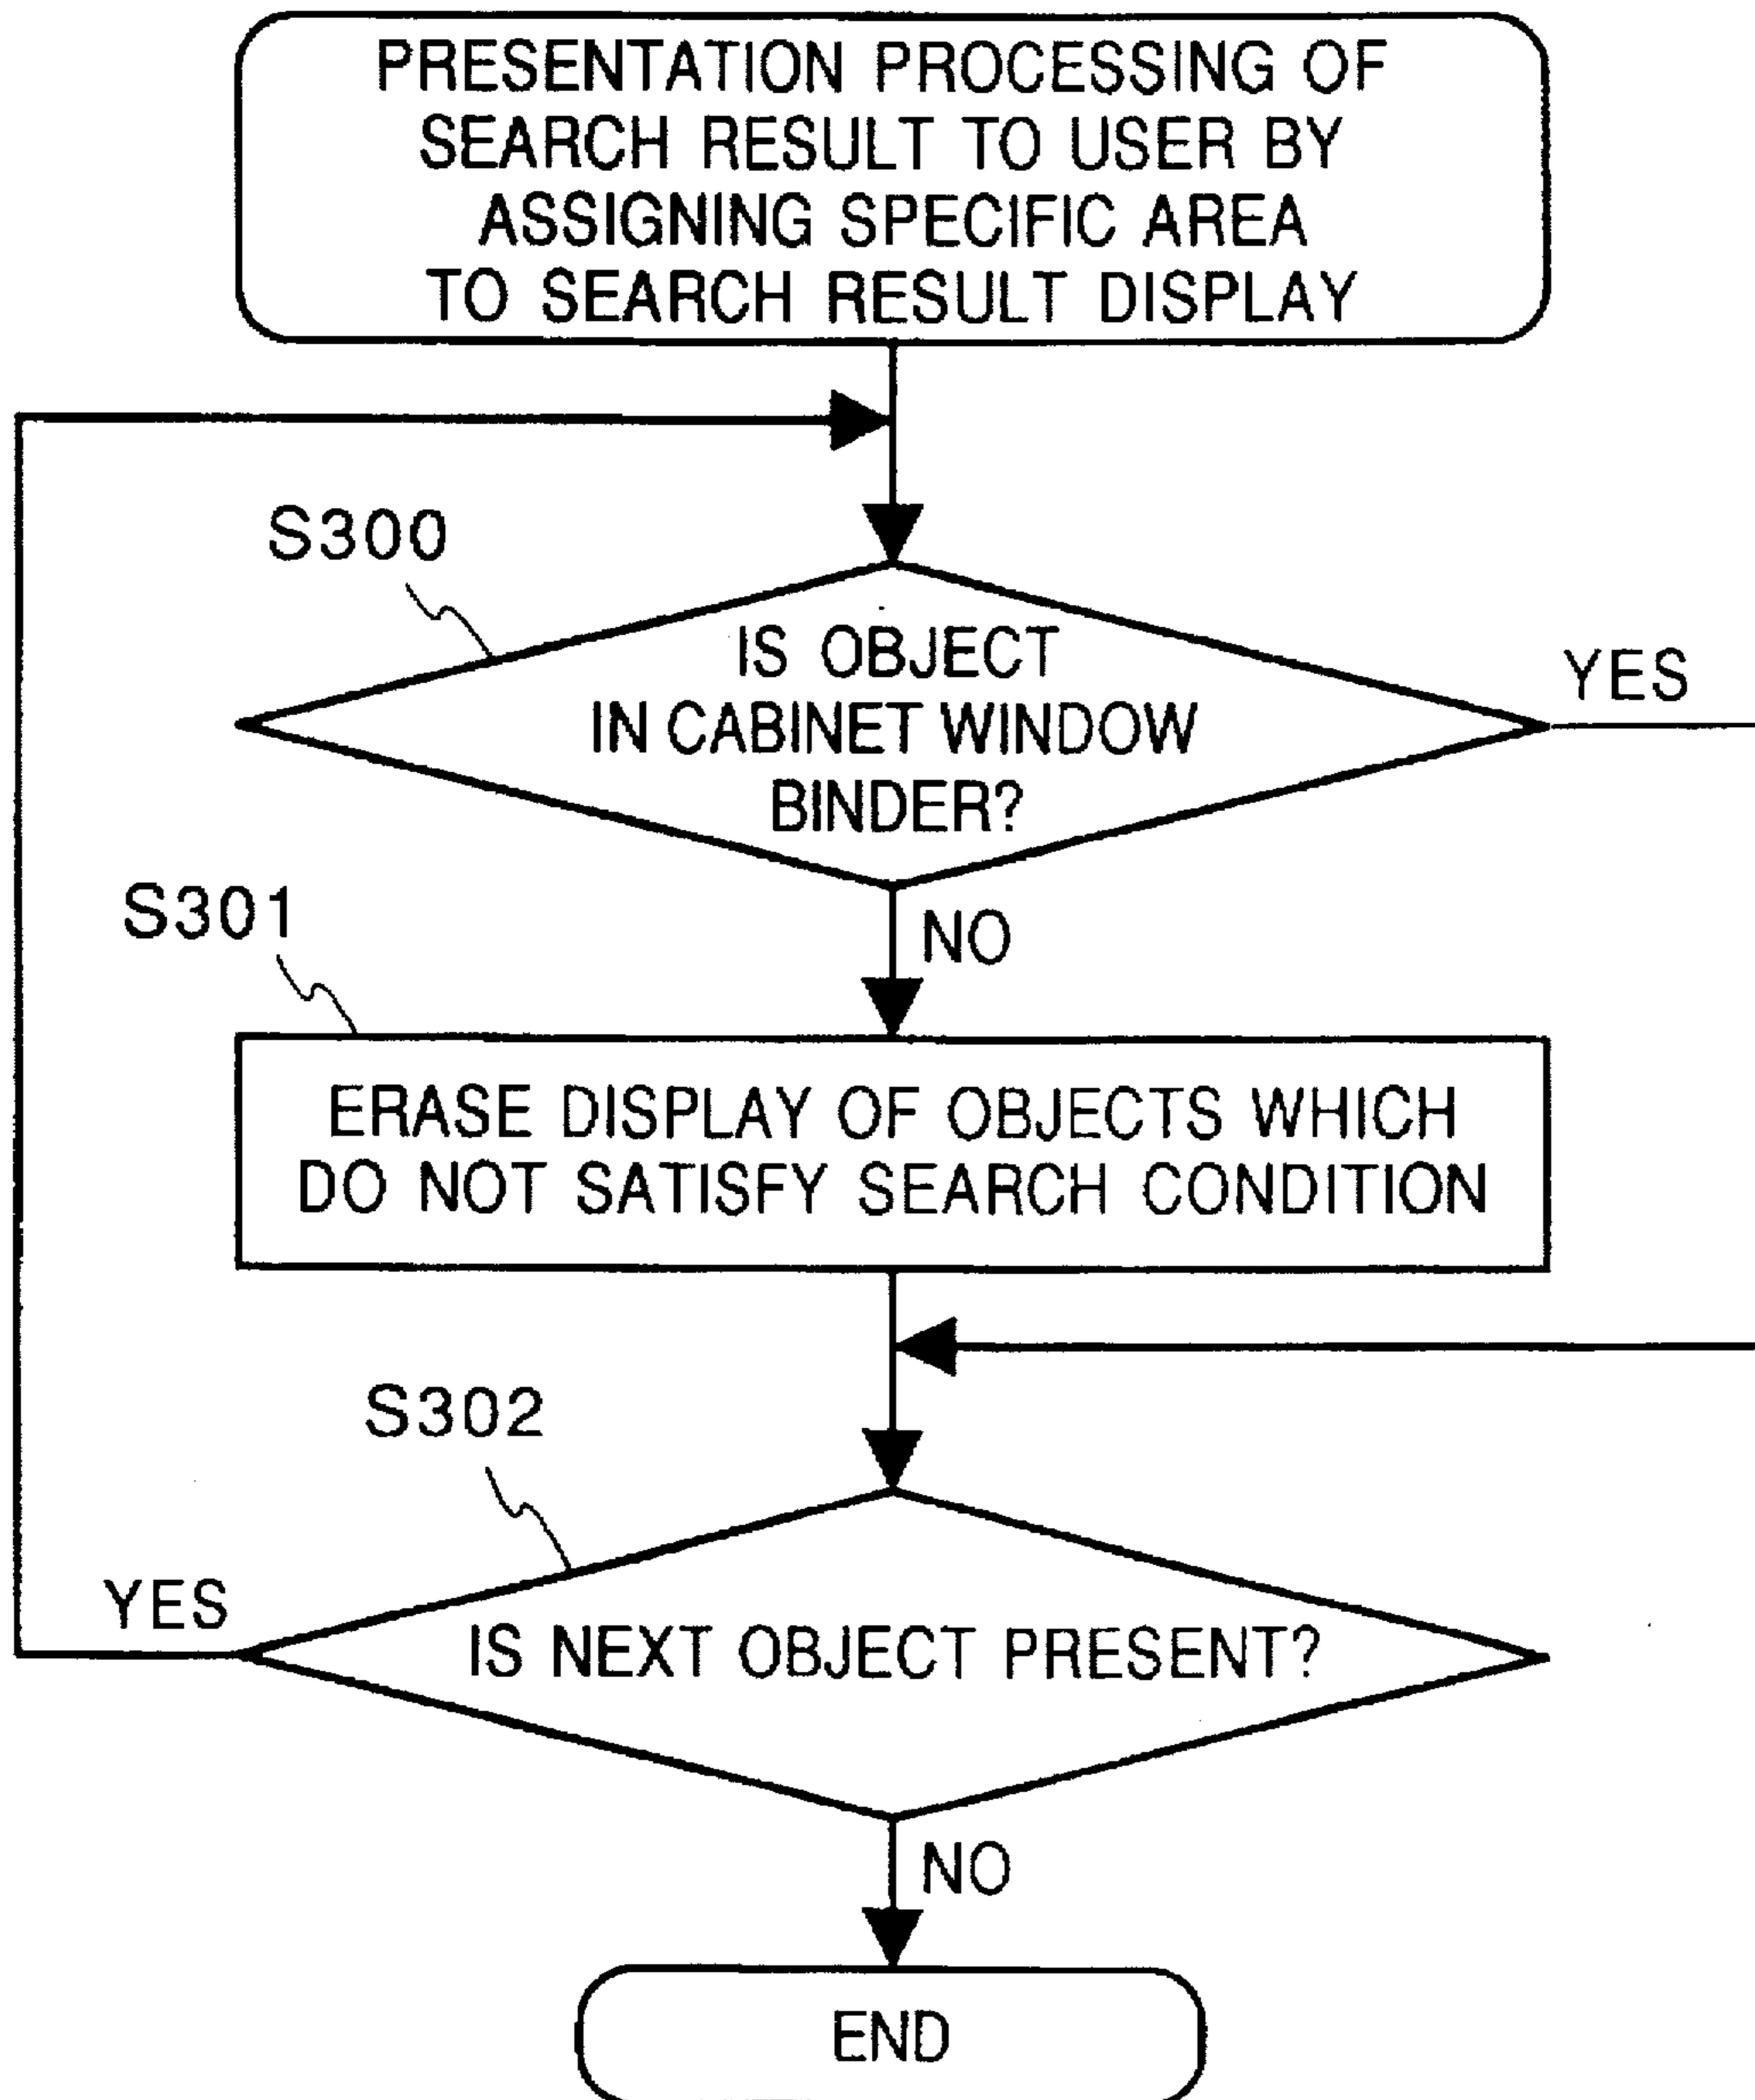 PRESENTATION PROCESSING OF
SEARCH RESULT TO USER BY
ASSIGNING SPECIFIC AREA
TO SEARCH RESULT DISPLAY
S300
IS OBJECT
IN CABINET WINDOW
BINDER?
YES
S301
NO
ERASE DISPLAY OF OBJECTS WHICH
DO NOT SATISFY SEARCH CONDITION
S302
YES
IS NEXT OBJECT PRESENT?
NO
END